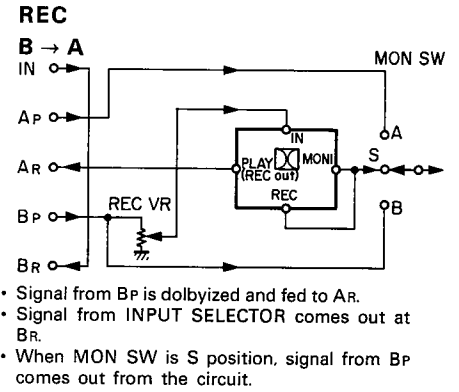 REC
B → A
IN
MON SW
AP
A
IN
S
AR
PLAY
(REC out)
MONI
REC
REC VR
BP
B
BR
• Signal from BP is dolbyized and fed to AR.
• Signal from INPUT SELECTOR comes out at
BR.
• When MON SW is S position, signal from BP
comes out from the circuit.